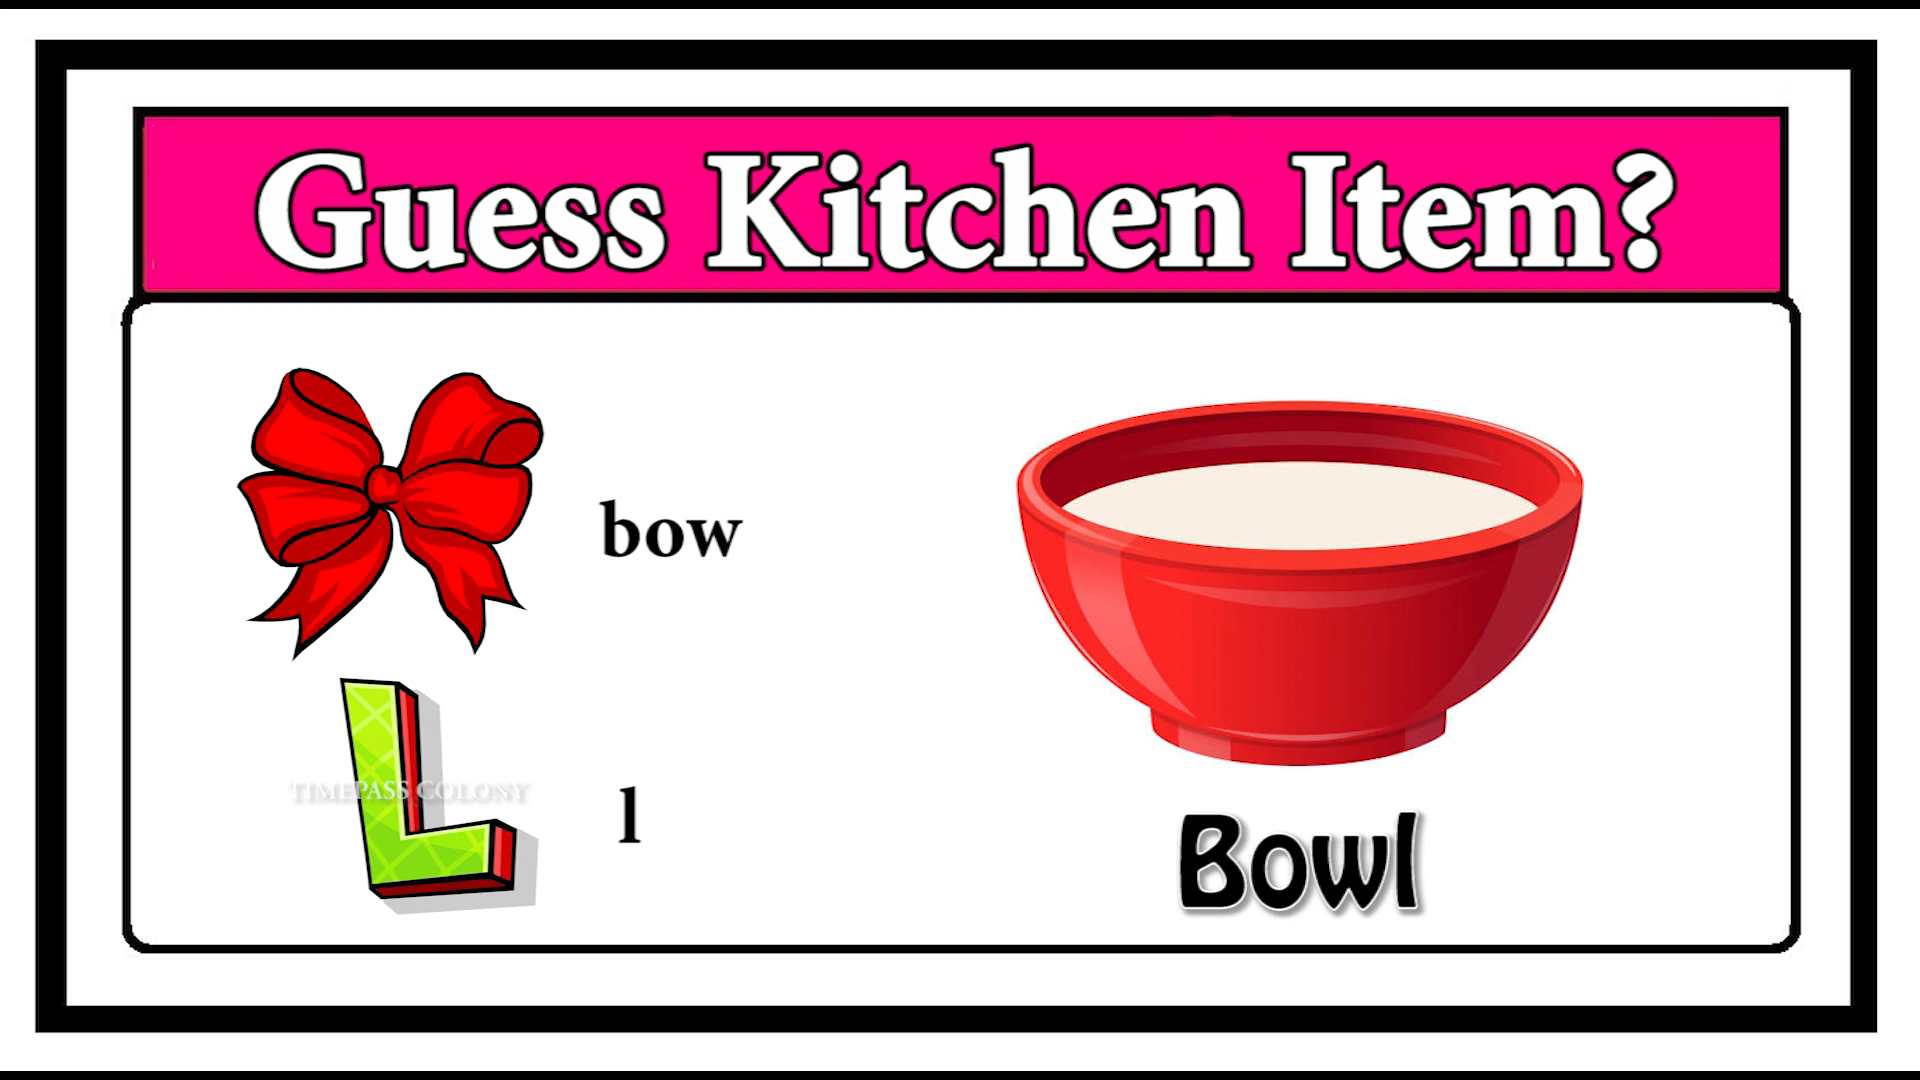 Guess Kitchen Item?
bow
L
TIMEPASS COLONY
l
Bowl